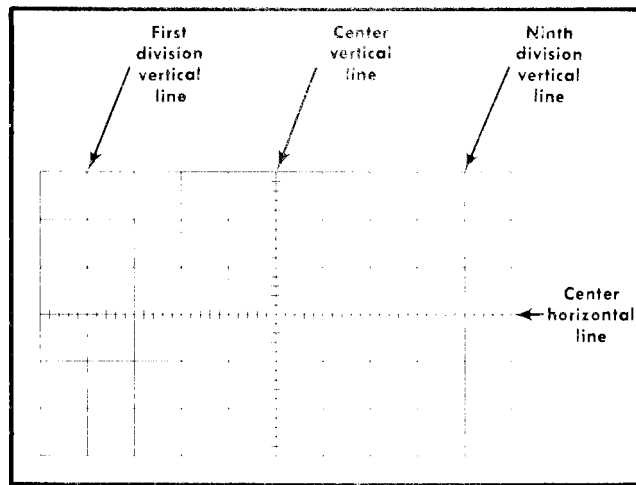 First
division
vertical
line
Center
vertical
line
Ninth
division
vertical
line
Center
horizontal
line